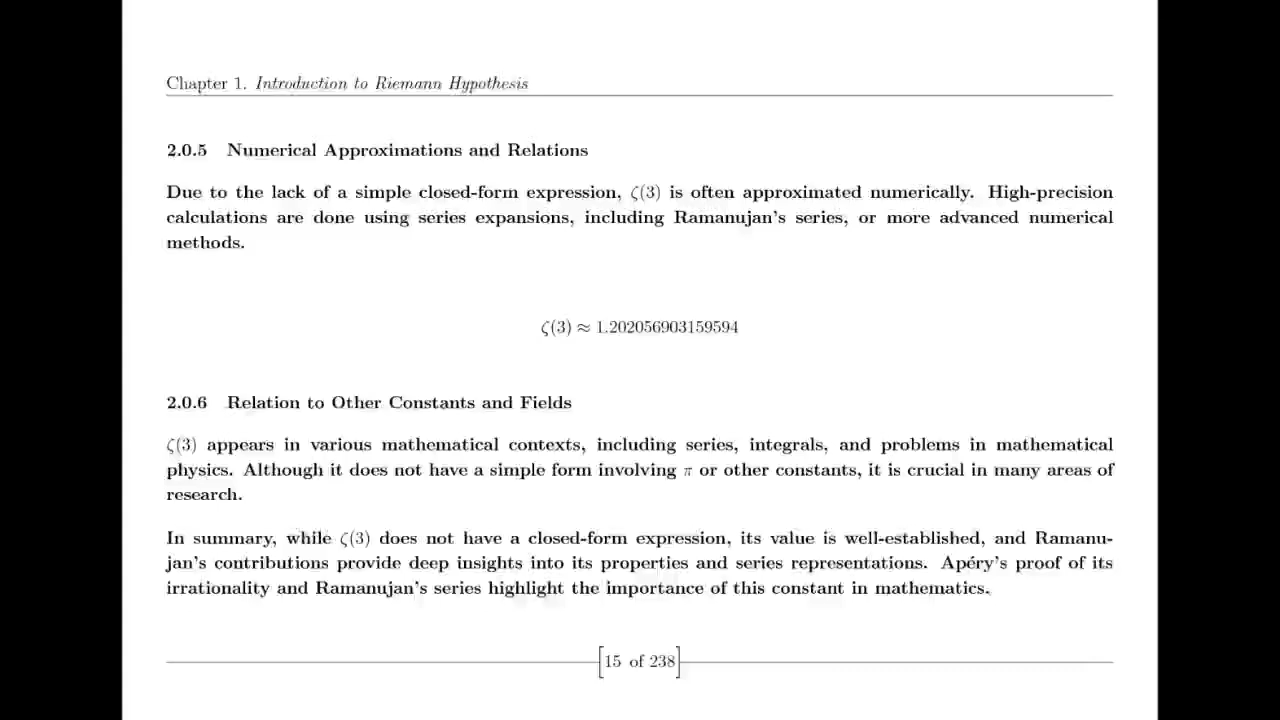 Chapter 1. Introduction to Riemann Hypothesis
2.0.5 Numerical Approximations and Relations
Due to the lack of a simple closed-form expression, ζ(3) is often approximated numerically. High-precision
calculations are done using series expansions, including Ramanujan's series, or more advanced numerical
methods.
ζ(3) ≈ 1.202056903159594
2.0.6 Relation to Other Constants and Fields
ζ(3) appears in various mathematical contexts, including series, integrals, and problems in mathematical
physics. Although it does not have a simple form involving π or other constants, it is crucial in many areas of
research.
In summary, while ζ(3) does not have a closed-form expression, its value is well-established, and Ramanu-
jan's contributions provide deep insights into its properties and series representations. Apéry's proof of its
irrationality and Ramanujan's series highlight the importance of this constant in mathematics.
[15 of 238]